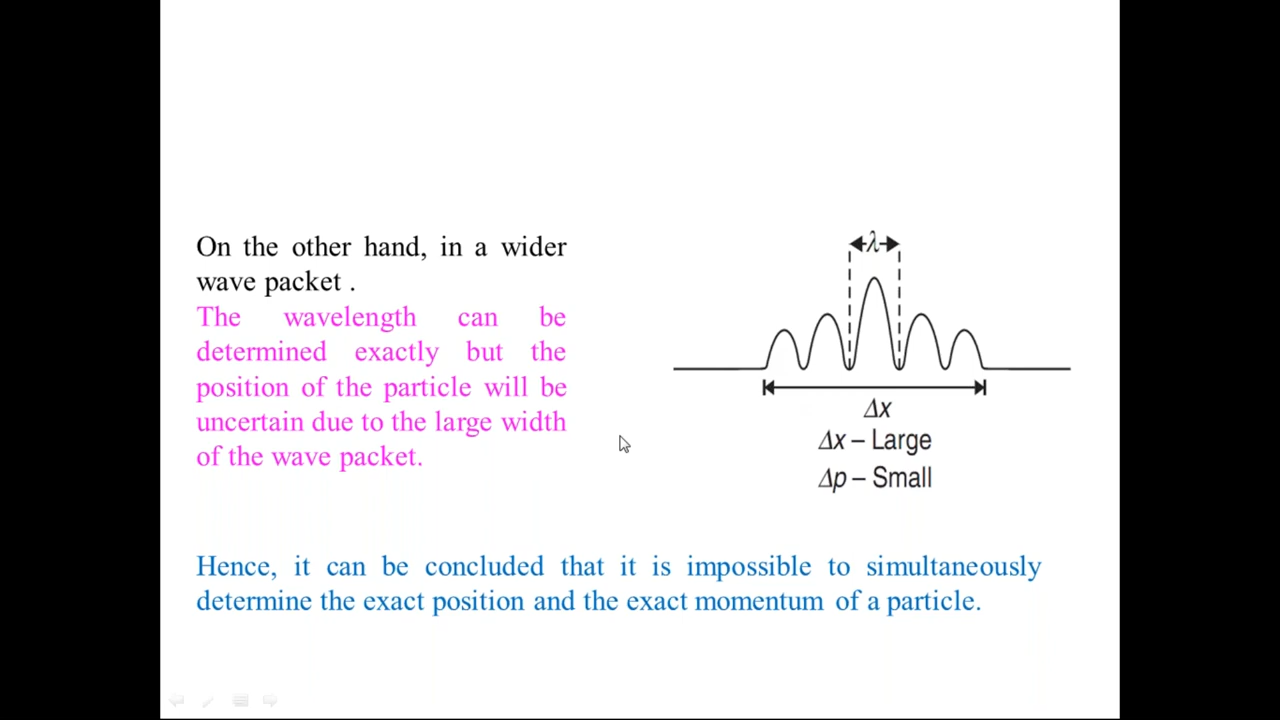 On the other hand, in a wider
wave packet .
The wavelength can be
determined exactly but the
position of the particle will be
uncertain due to the large width
of the wave packet.
λ
Δx
Δx – Large
Δp – Small
Hence, it can be concluded that it is impossible to simultaneously
determine the exact position and the exact momentum of a particle.